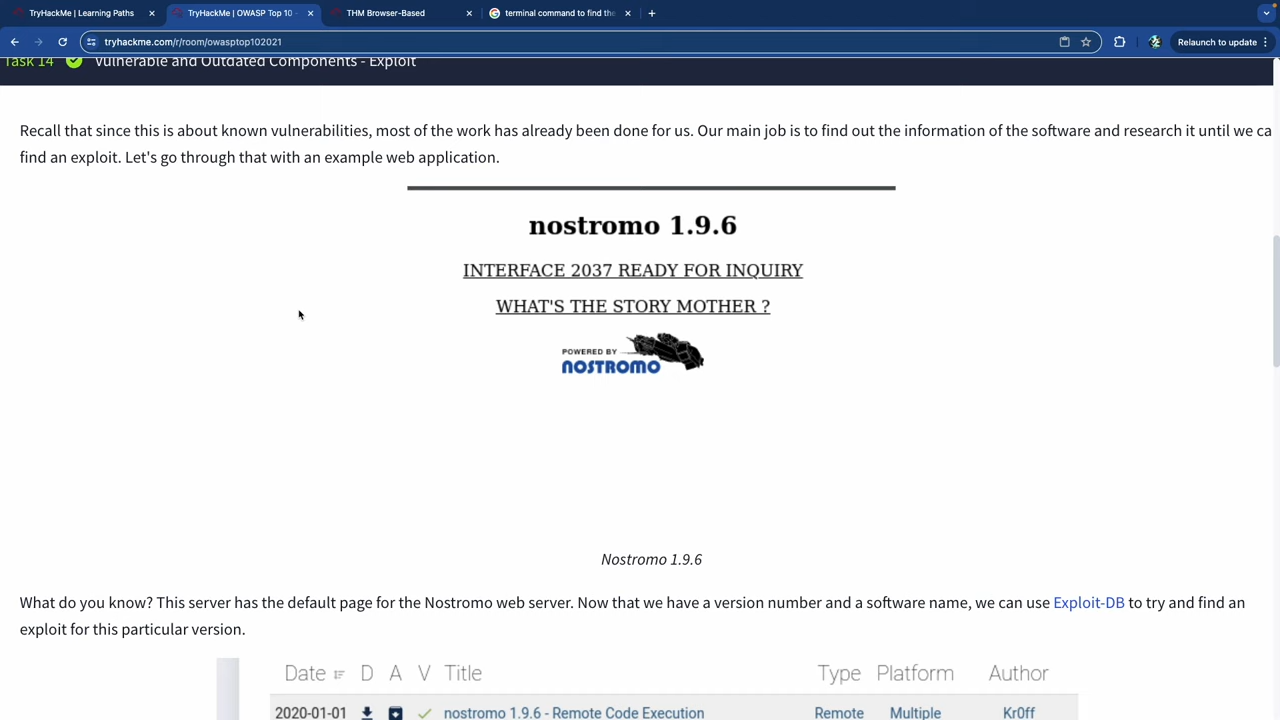 TryHackMe | Learning Paths
TryHackMe | OWASP Top 10 -
THM Browser-Based
terminal command to find the
tryhackme.com/r/room/owasptop102021
Relaunch to update
Task 14 Vulnerable and Outdated Components - Exploit
Recall that since this is about known vulnerabilities, most of the work has already been done for us. Our main job is to find out the information of the software and research it until we ca
find an exploit. Let's go through that with an example web application.
nostromo 1.9.6
INTERFACE 2037 READY FOR INQUIRY
WHAT'S THE STORY MOTHER ?
POWERED BY
NOSTROMO
Nostromo 1.9.6
What do you know? This server has the default page for the Nostromo web server. Now that we have a version number and a software name, we can use Exploit-DB to try and find an
exploit for this particular version.
Date D A V Title Type Platform Author
2020-01-01 nostromo 1.9.6 - Remote Code Execution Remote Multiple Kr0ff